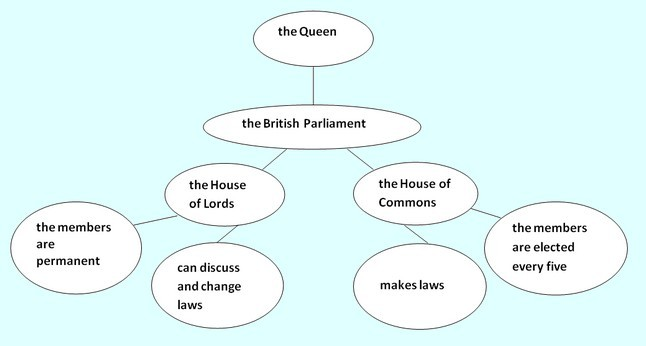 the Queen
the British Parliament
the House
of Lords
the House of
Commons
the members
are
permanent
can discuss
and change
laws
makes laws
the members
are elected
every five